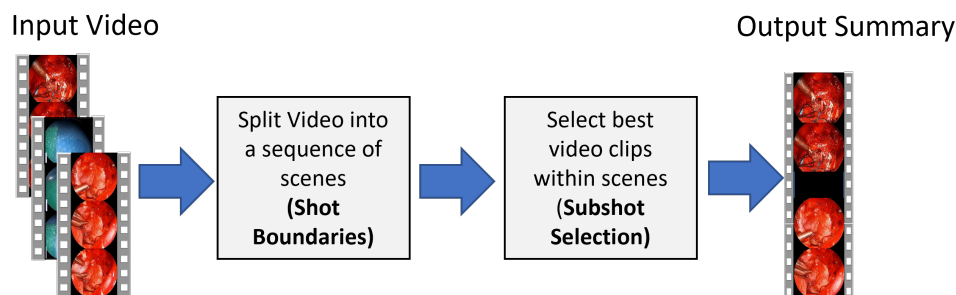 Input Video
Output Summary
Split Video into
a sequence of
scenes
(Shot
Boundaries)
Select best
video clips
within scenes
(Subshot
Selection)